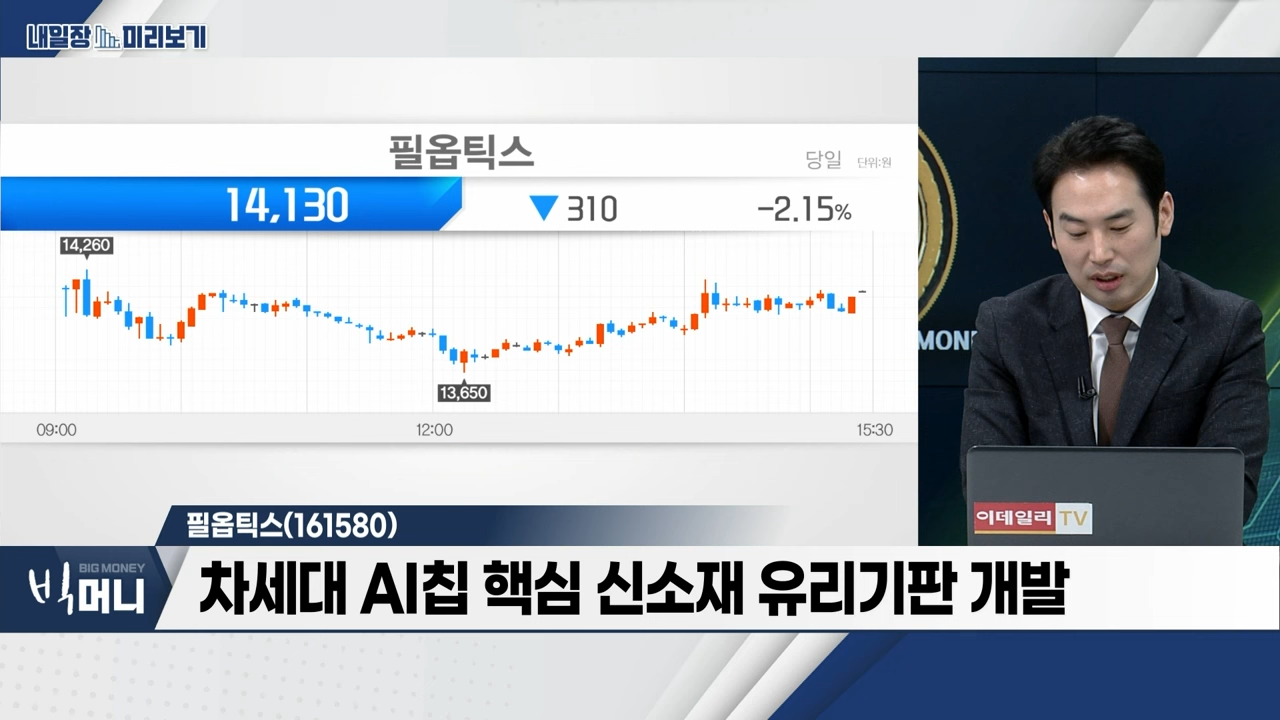 내일장 미리보기
필옵틱스
당일 단위:원
14,130 ▼310 -2.15%
14,260
13,650
09:00 12:00 15:30
MONE
이데일리 TV
필옵틱스(161580)
BIG MONEY
빅머니
차세대 AI칩 핵심 신소재 유리기판 개발